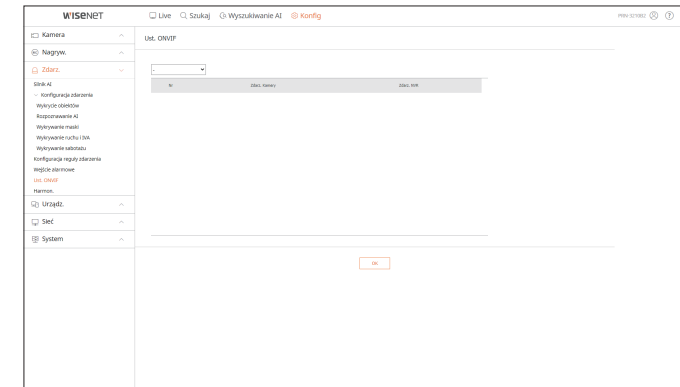 WISENET
Live Szukaj Wyszukiwanie AI Konfig
PRN-3210B2
Kamera
Nagryw.
Zdarz.
Silnik AI
Konfiguracja zdarzenia
Wykrycie obiektów
Rozpoznawanie AI
Wykrywanie maski
Wykrywanie ruchu i IVA
Wykrywanie sabotażu
Konfiguracja reguły zdarzenia
Wejście alarmowe
Ust. ONVIF
Harmon.
Urządz.
Sieć
System
Ust. ONVIF
Nr Zdarz. Kamery Zdarz. NVR
OK